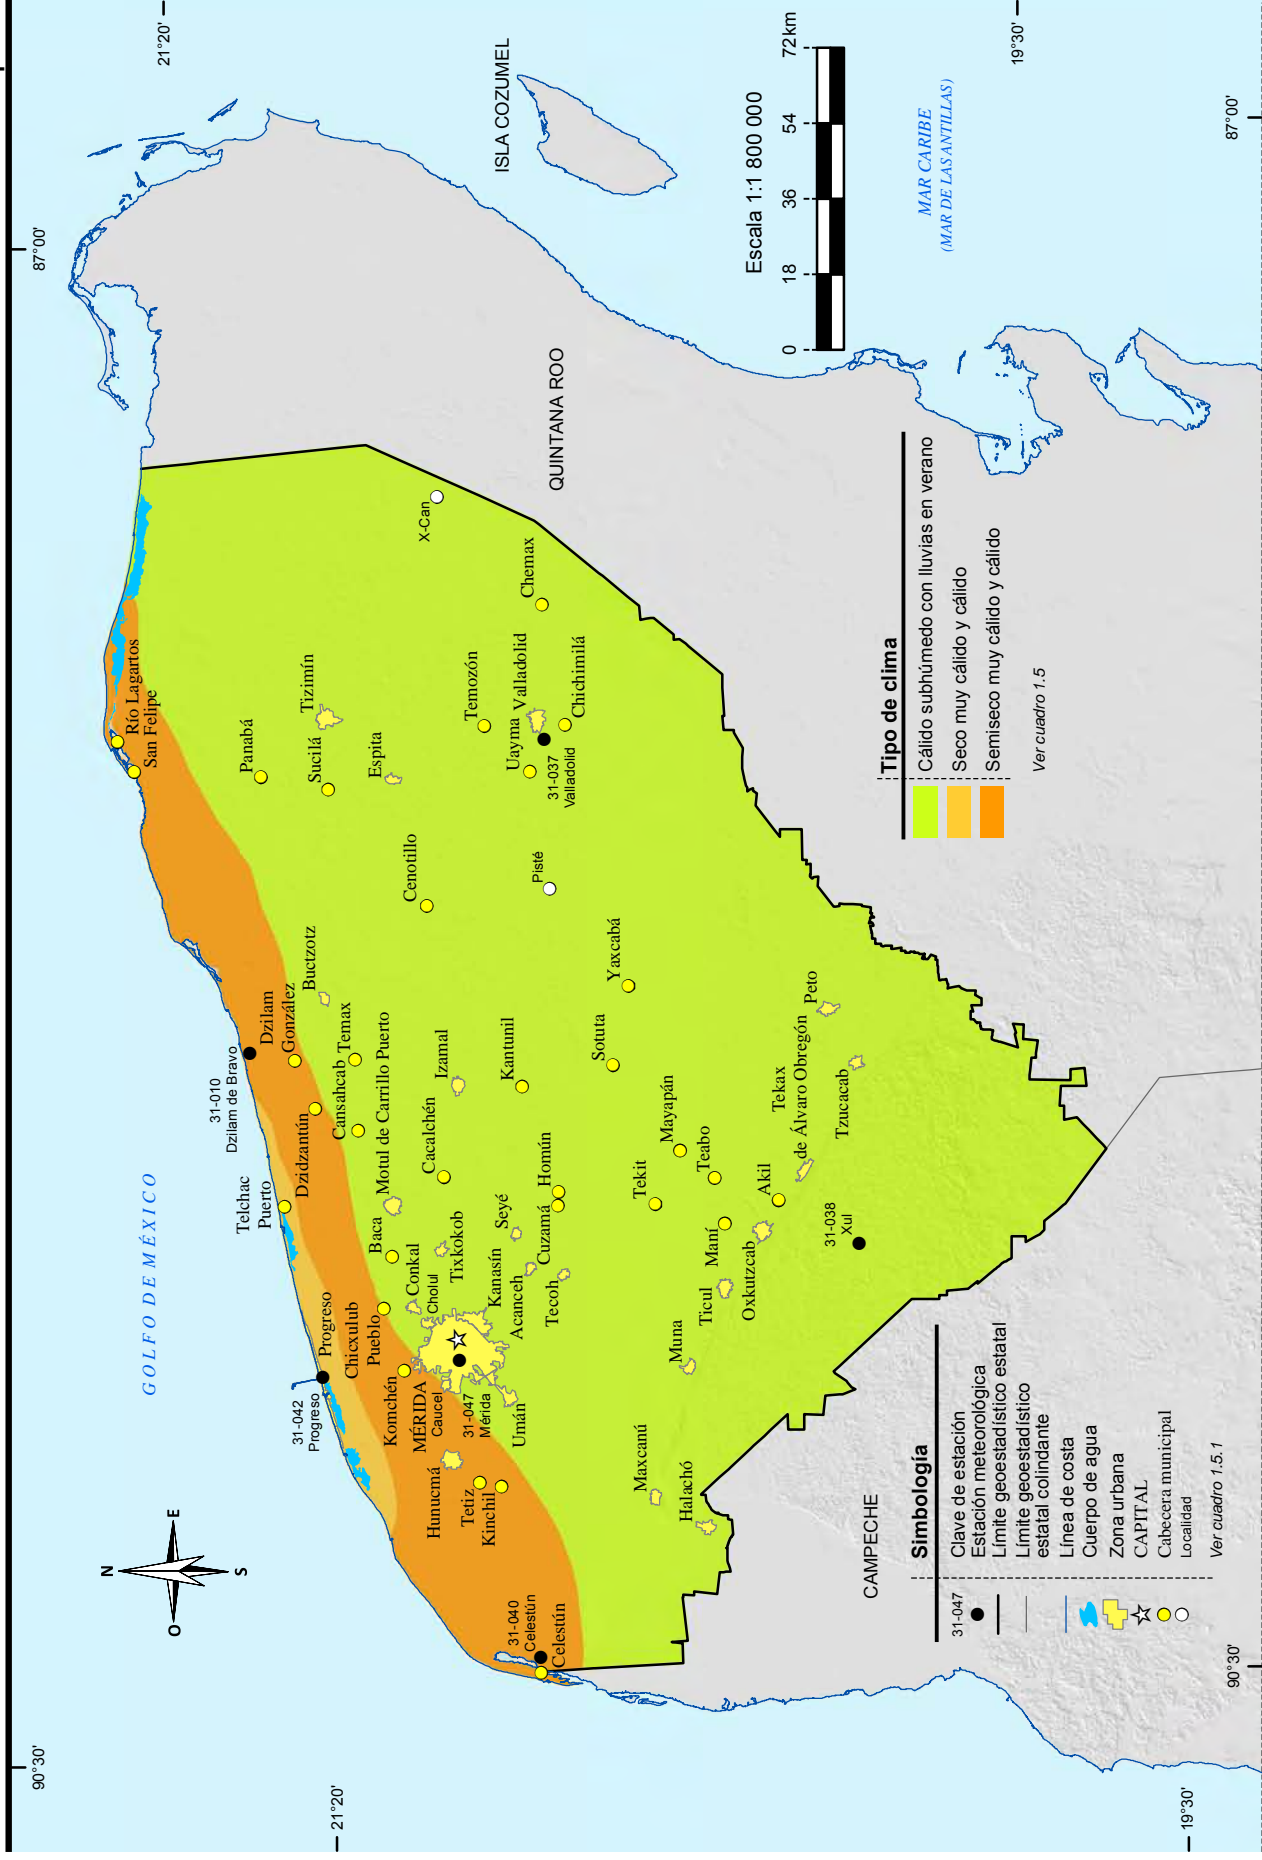 90°30'
87°00'
21°20'
21°20'
GOLFO DE MÉXICO
N
O
E
S
31-042
Progreso
Progreso
Telchac
Puerto
31-010
Dzilam de Bravo
Dzilam
González
Dzidzantún
Río Lagartos
San Felipe
Chicxulub
Pueblo
Komchén
Baca
Conkal
Cholul
MÉRIDA
Caucel
31-047
Mérida
Hunucmá
Tetiz
Kinchil
Umán
31-040
Celestún
Celestún
Motul de Carrillo Puerto
Cansahcab
Temax
Buctzotz
Panabá
Sucilá
Tizimín
Espita
Cenotillo
Temozón
X-Can
Tixkokob
Cacalchén
Izamal
Kanasín
Seyé
Acanceh
Tecoh
Cuzamá
Homún
Kantunil
Pisté
Uayma
Valladolid
31-037
Valladolid
Chichimilá
Chemax
Yaxcabá
Sotuta
Maxcanú
Halachó
Muna
Ticul
Tekit
Mayapán
Teabo
Maní
Oxkutzcab
Akil
Tekax
de Álvaro Obregón
Peto
Tzucacab
31-038
Xul
ISLA COZUMEL
QUINTANA ROO
CAMPECHE
MAR CARIBE
(MAR DE LAS ANTILLAS)
Escala 1:1 800 000
0 18 36 54 72km
19°30'
19°30'
90°30'
87°00'
Simbología
31-047 Clave de estación
Estación meteorológica
Límite geoestadístico estatal
Límite geoestadístico
estatal colindante
Línea de costa
Cuerpo de agua
Zona urbana
CAPITAL
Cabecera municipal
Localidad
Ver cuadro 1.5.1
Tipo de clima
Cálido subhúmedo con lluvias en verano
Seco muy cálido y cálido
Semiseco muy cálido y cálido
Ver cuadro 1.5